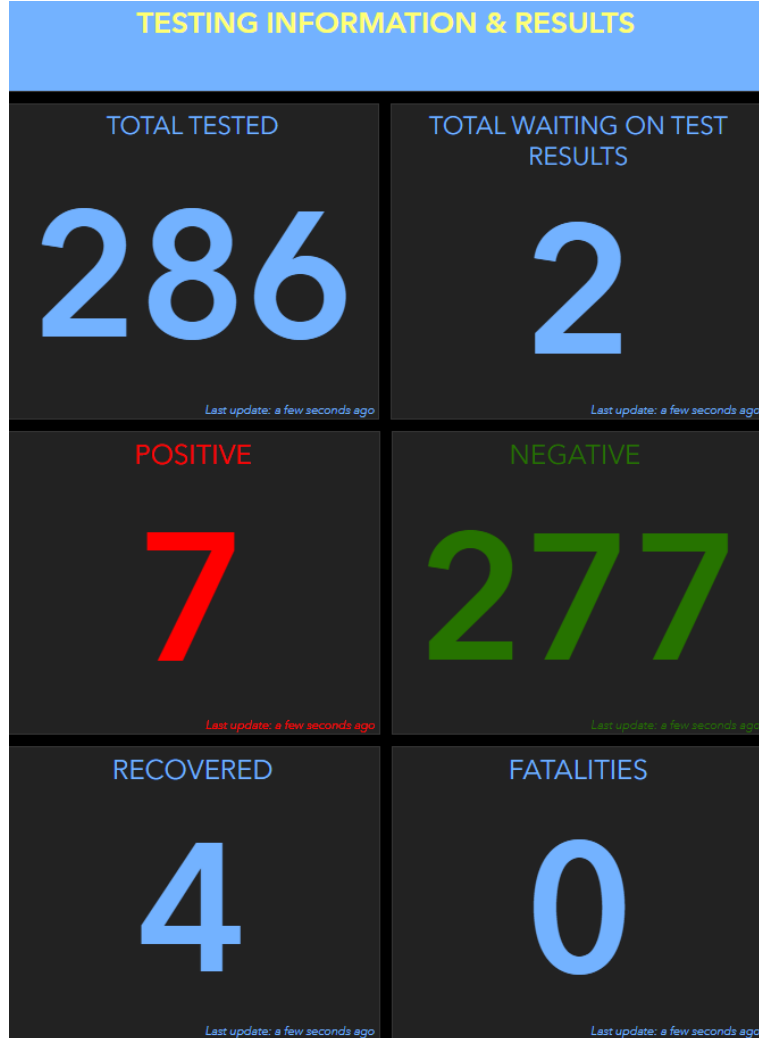 TESTING INFORMATION & RESULTS
TOTAL TESTED
286
Last update: a few seconds ago
TOTAL WAITING ON TEST
RESULTS
2
Last update: a few seconds ago
POSITIVE
7
Last update: a few seconds ago
NEGATIVE
277
Last update: a few seconds ago
RECOVERED
4
Last update: a few seconds ago
FATALITIES
0
Last update: a few seconds ago